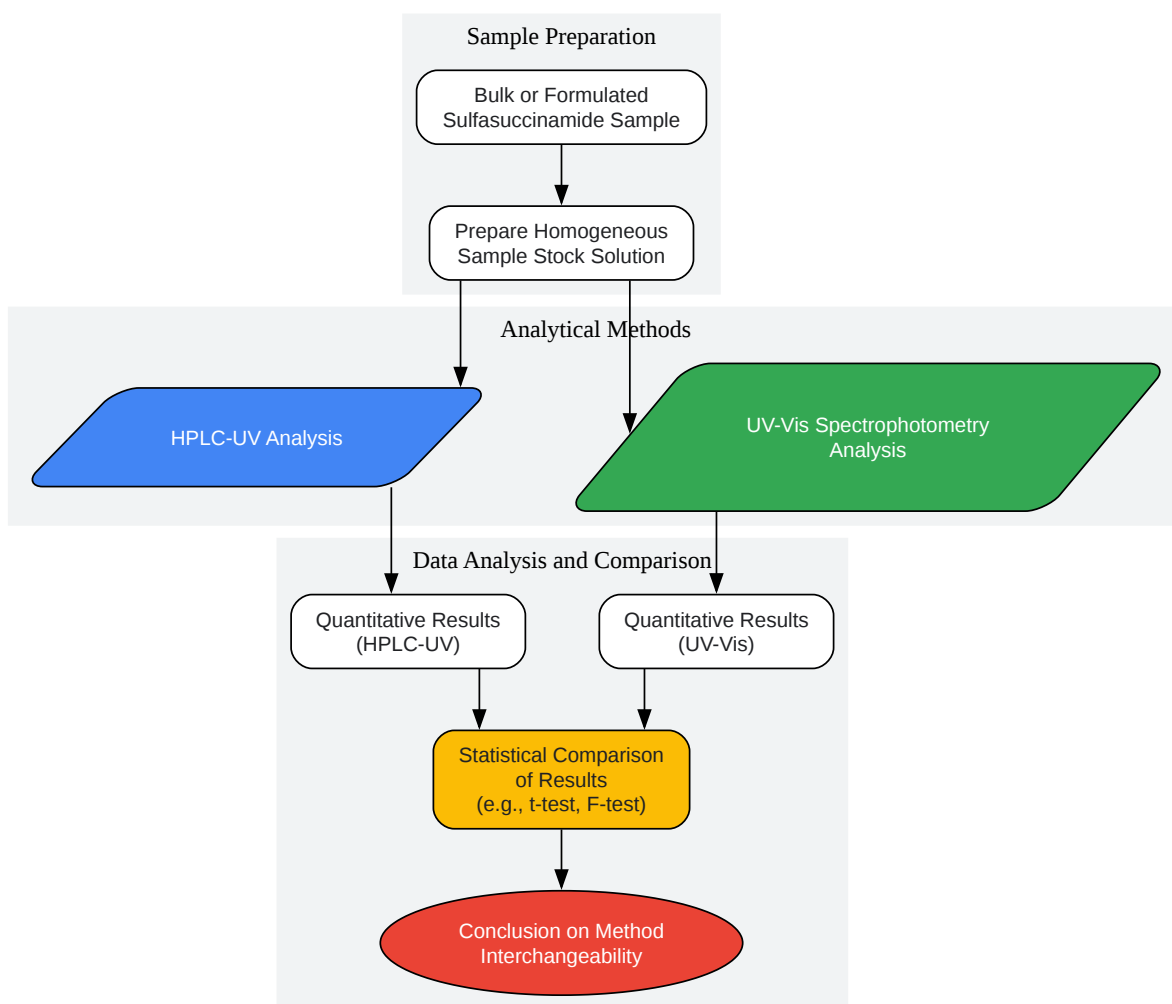 Sample Preparation
Bulk or Formulated
Sulfasuccinamide Sample
Prepare Homogeneous
Sample Stock Solution
Analytical Methods
HPLC-UV Analysis
UV-Vis Spectrophotometry
Analysis
Data Analysis and Comparison
Quantitative Results
(HPLC-UV)
Quantitative Results
(UV-Vis)
Statistical Comparison
of Results
(e.g., t-test, F-test)
Conclusion on Method
Interchangeability